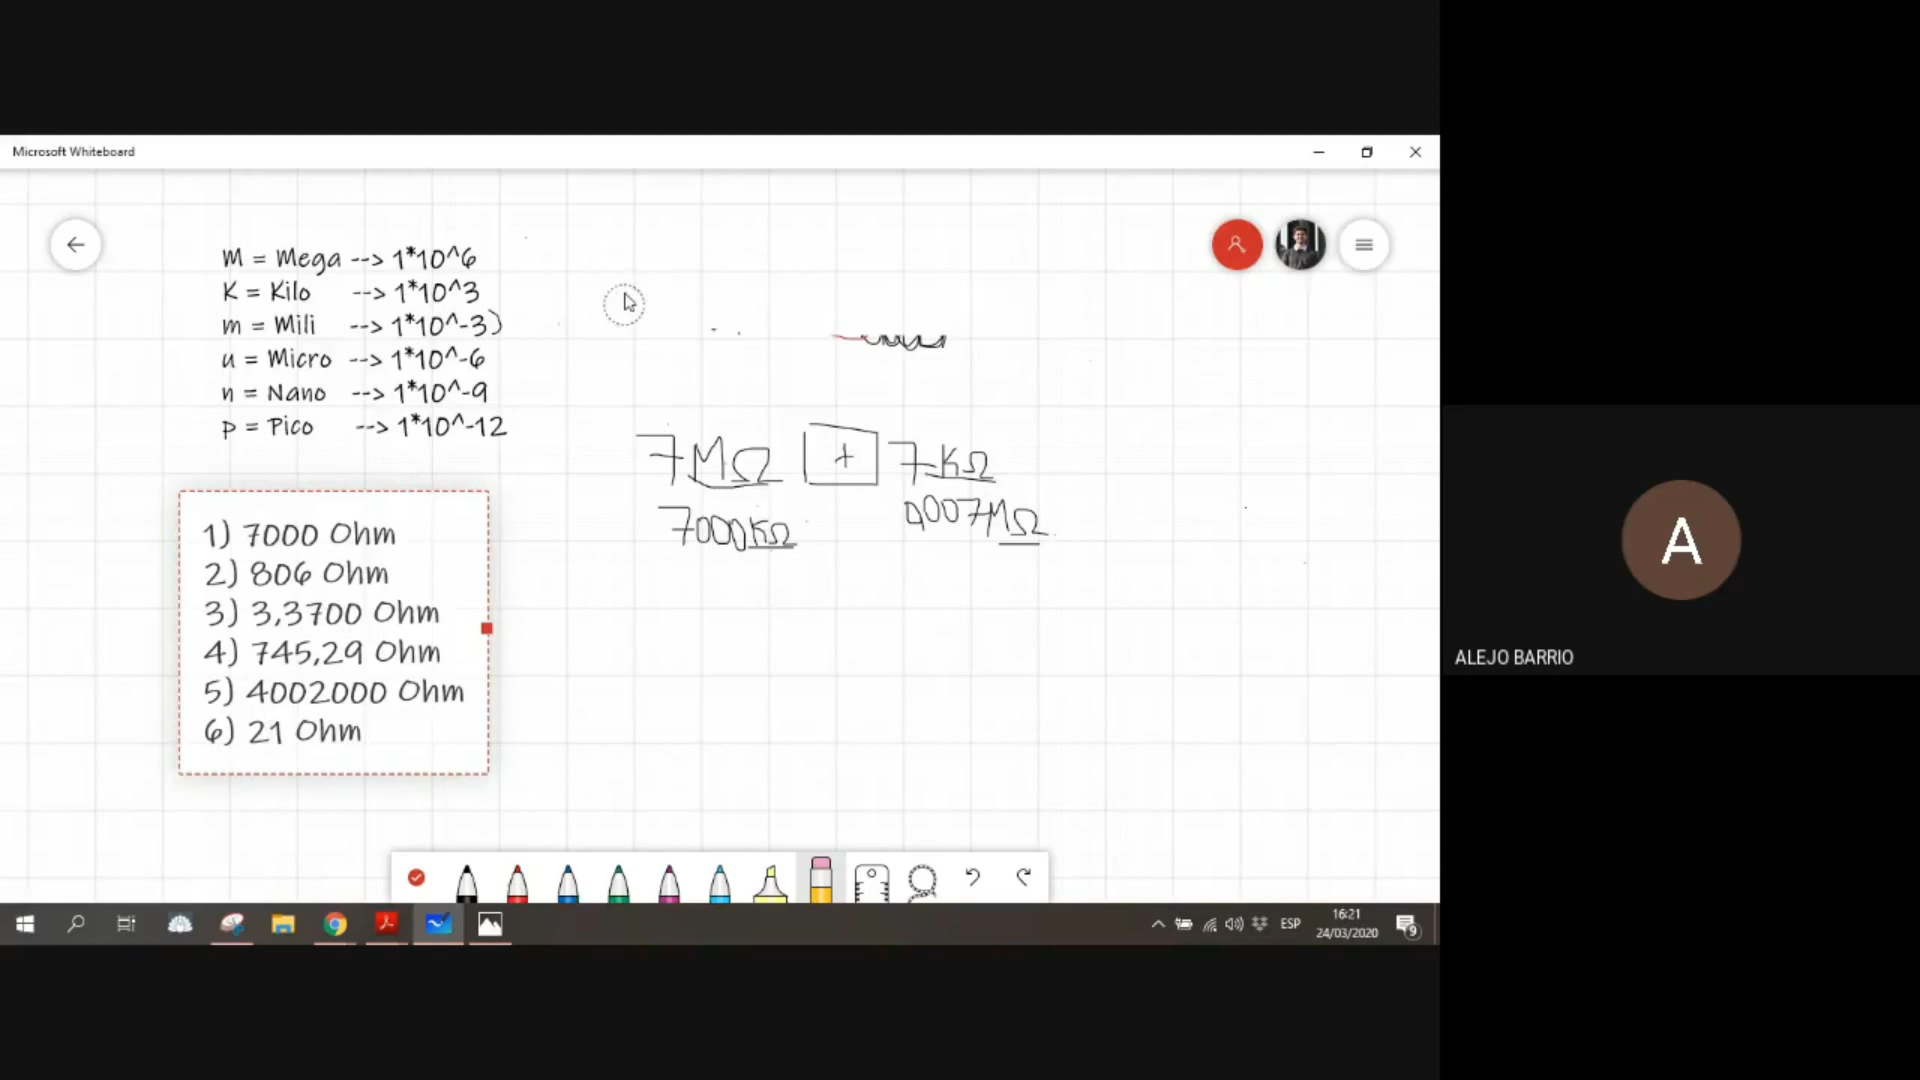 Microsoft Whiteboard
M = Mega --> 1*10^6
K = Kilo --> 1*10^3
m = Mili --> 1*10^-3)
u = Micro --> 1*10^-6
n = Nano --> 1*10^-9
p = Pico --> 1*10^-12
7MΩ + 7KΩ
7000KΩ 0,007MΩ
1) 7000 Ohm
2) 806 Ohm
3) 3,3700 Ohm
4) 745,29 Ohm
5) 4002000 Ohm
6) 21 Ohm
A
ALEJO BARRIO
ESP
16:21
24/03/2020
9